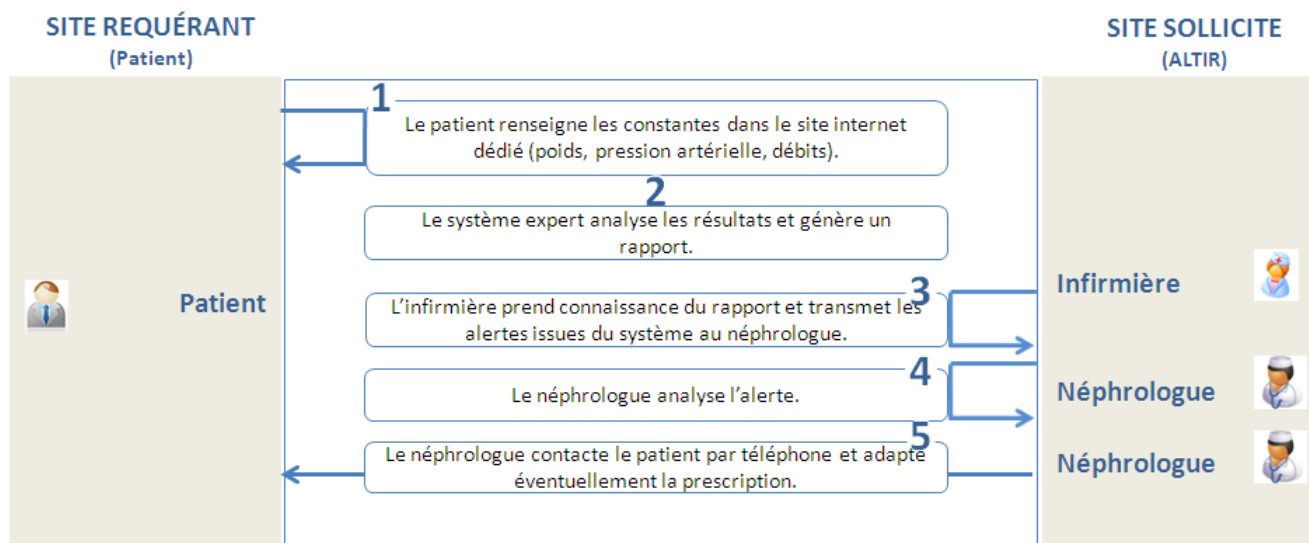 SITE REQUÉRANT
(Patient)
SITE SOLLICITE
(ALTIR)
1
Le patient renseigne les constantes dans le site internet
dédié (poids, pression artérielle, débits).
2
Le système expert analyse les résultats et génère un
rapport.
Patient
3
L'infirmière prend connaissance du rapport et transmet les
alertes issues du système au néphrologue.
Infirmière
4
Le néphrologue analyse l'alerte.
Néphrologue
5
Le néphrologue contacte le patient par téléphone et adapte
éventuellement la prescription.
Néphrologue